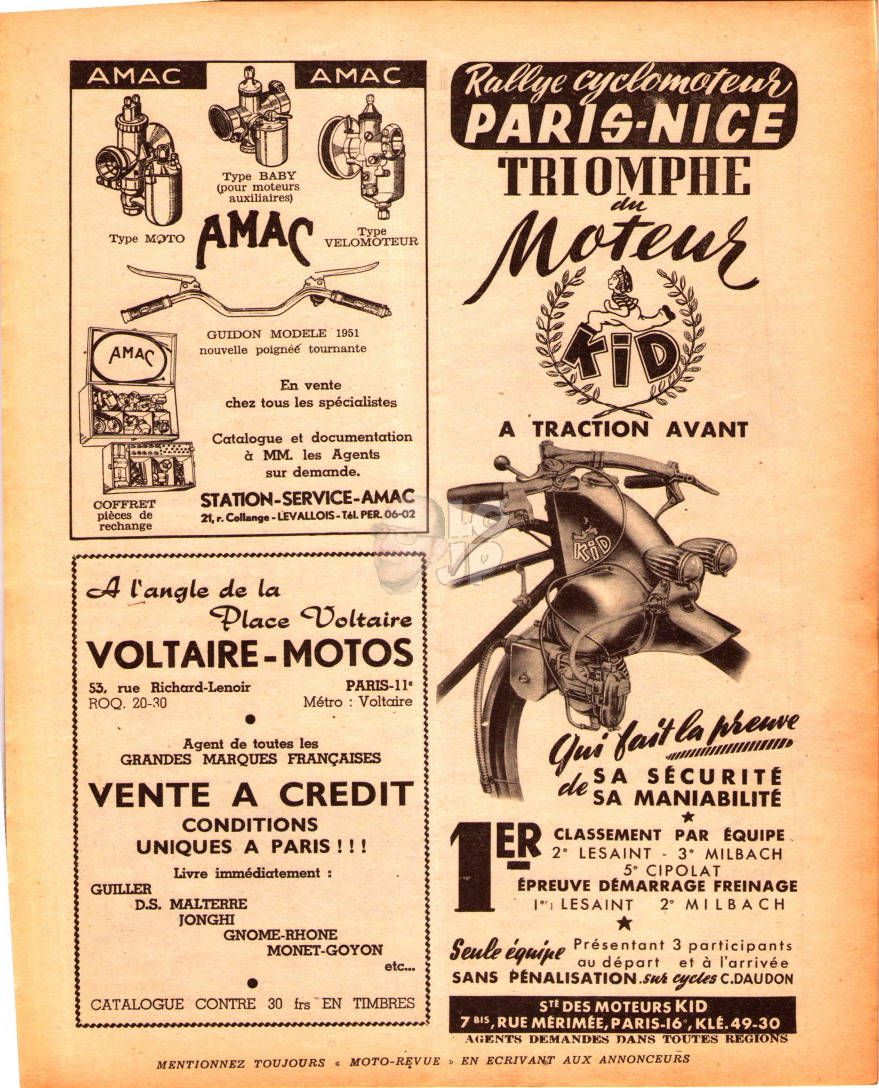 AMAC
AMAC
Type BABY
(pour moteurs
auxiliaires)
Type MOTO
AMAC
Type
VELOMOTEUR
GUIDON MODELE 1951
nouvelle poignée tournante
AMAC
En vente
chez tous les spécialistes
Catalogue et documentation
à MM. les Agents
sur demande.
COFFRET
pièces de
rechange
STATION-SERVICE-AMAC
21, r. Collange - LEVALLOIS - Tél. PER. 06-02
A l'angle de la
Place Voltaire
VOLTAIRE-MOTOS
53, rue Richard-Lenoir PARIS-11e
ROQ. 20-30 Métro : Voltaire
Agent de toutes les
GRANDES MARQUES FRANÇAISES
VENTE A CREDIT
CONDITIONS
UNIQUES A PARIS ! ! !
Livre immédiatement :
GUILLER
D.S. MALTERRE
JONGHI
GNOME-RHONE
MONET-GOYON
etc...
CATALOGUE CONTRE 30 frs EN TIMBRES
Rallye cyclomoteur
PARIS-NICE
TRIOMPHE
du
Moteur
KiD
A TRACTION AVANT
KiD
Qui fait la preuve
de SA SÉCURITÉ
SA MANIABILITÉ
1ER CLASSEMENT PAR ÉQUIPE
2e LESAINT - 3e MILBACH
5e CIPOLAT
ÉPREUVE DÉMARRAGE FREINAGE
1er LESAINT 2e MILBACH
Seule équipe Présentant 3 participants
au départ et à l'arrivée
SANS PÉNALISATION. sur cycles C.DAUDON
STÉ DES MOTEURS KID
7 BIS, RUE MÉRIMÉE, PARIS-16e, KLÉ. 49-30
AGENTS DEMANDES DANS TOUTES REGIONS
MENTIONNEZ TOUJOURS « MOTO-REVUE » EN ECRIVANT AUX ANNONCEURS